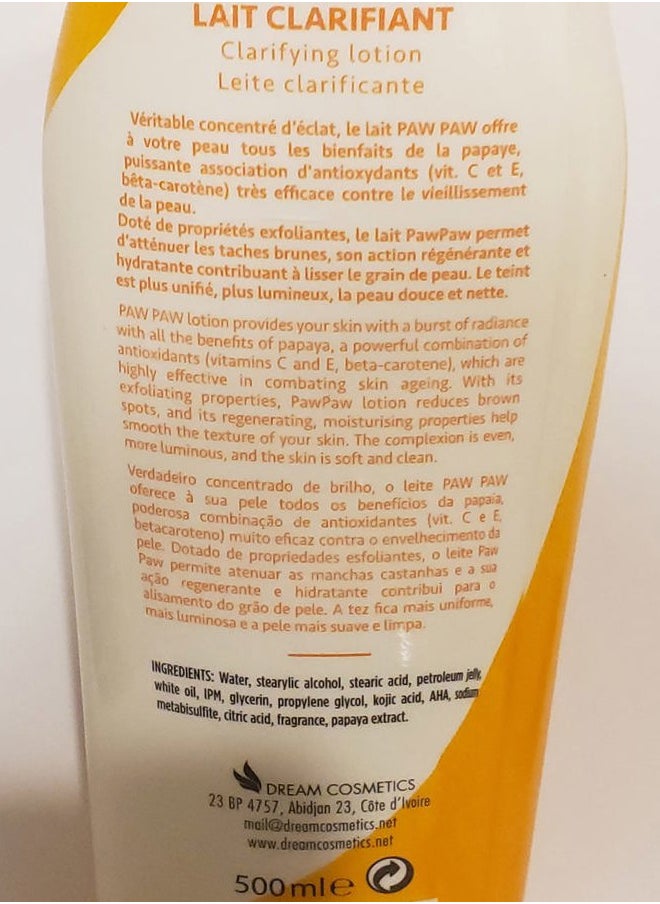 LAIT CLARIFIANT
Clarifying lotion
Leite clarificante
Véritable concentré d'éclat, le lait PAW PAW offre
à votre peau tous les bienfaits de la papaye,
puissante association d'antioxydants (vit. C et E,
bêta-carotène) très efficace contre le vieillissement
de la peau.
Doté de propriétés exfoliantes, le lait PawPaw permet
d'atténuer les taches brunes, son action régénérante et
hydratante contribuant à lisser le grain de peau. Le teint
est plus unifié, plus lumineux, la peau douce et nette.
PAW PAW lotion provides your skin with a burst of radiance
with all the benefits of papaya, a powerful combination of
antioxidants (vitamins C and E, beta-carotene), which are
highly effective in combating skin ageing. With its
exfoliating properties, PawPaw lotion reduces brown
spots, and its regenerating, moisturising properties help
smooth the texture of your skin. The complexion is even,
more luminous, and the skin is soft and clean.
Verdadeiro concentrado de brilho, o leite PAW PAW
oferece à sua pele todos os benefícios da papaia,
poderosa combinação de antioxidantes (vit. C e E,
betacaroteno) muito eficaz contra o envelhecimento da
pele. Dotado de propriedades esfoliantes, o leite Paw
Paw permite atenuar as manchas castanhas e a sua
ação regenerante e hidratante contribui para o
alisamento do grão de pele. A tez fica mais uniforme,
mais luminosa e a pele mais suave e limpa.
INGREDIENTS: Water, stearylic alcohol, stearic acid, petroleum jelly,
white oil, IPM, glycerin, propylene glycol, kojic acid, AHA, sodium
metabisulfite, citric acid, fragrance, papaya extract.
DREAM COSMETICS
23 BP 4757, Abidjan 23, Côte d'Ivoire
mail@dreamcosmetics.net
www.dreamcosmetics.net
500mle